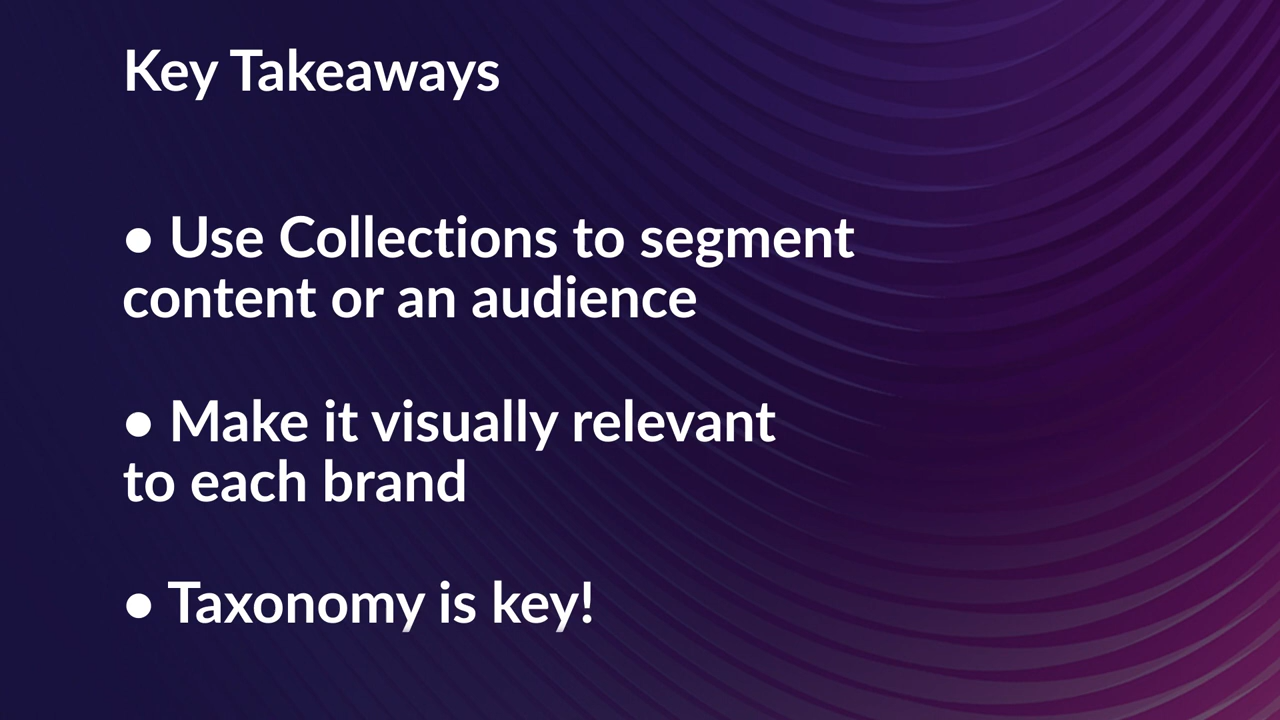 Key Takeaways
● Use Collections to segment
content or an audience
● Make it visually relevant
to each brand
● Taxonomy is key!